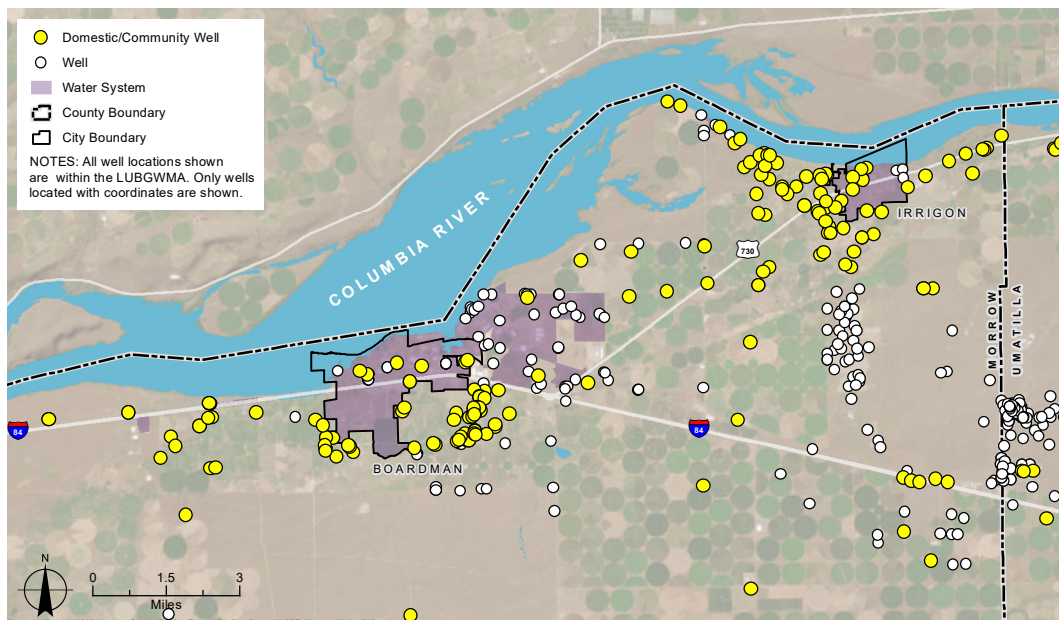 Domestic/Community Well
Well
Water System
County Boundary
City Boundary
NOTES: All well locations shown
are within the LUBGWMA. Only wells
located with coordinates are shown.
COLUMBIA RIVER
730
IRRIGON
MORROW
UMATILLA
84
84
BOARDMAN
N
0 1.5 3
Miles